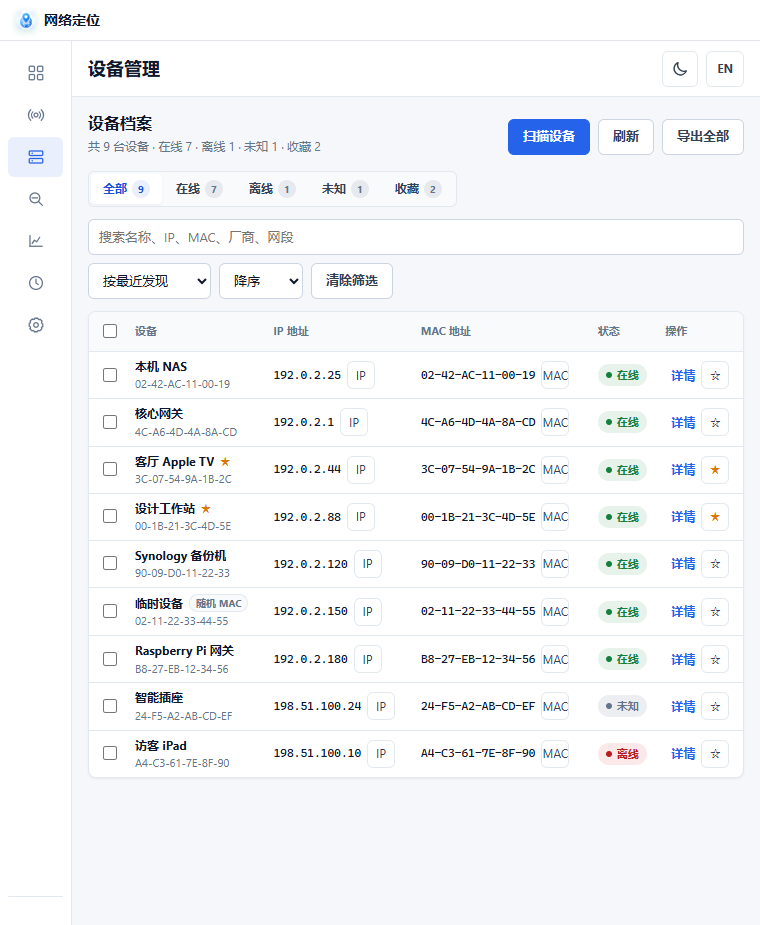 网络定位
设备管理
EN
设备档案
共 9 台设备 · 在线 7 · 离线 1 · 未知 1 · 收藏 2
扫描设备 刷新 导出全部
全部 9 在线 7 离线 1 未知 1 收藏 2
搜索名称、IP、MAC、厂商、网段
按最近发现 降序 清除筛选
设备 IP 地址 MAC 地址 状态 操作
本机 NAS
192.0.2.25 IP 02-42-AC-11-00-19 MAC 在线 详情 ☆
02-42-AC-11-00-19
核心网关
192.0.2.1 IP 4C-A6-4D-4A-8A-CD MAC 在线 详情 ☆
4C-A6-4D-4A-8A-CD
客厅 Apple TV ★
192.0.2.44 IP 3C-07-54-9A-1B-2C MAC 在线 详情 ★
3C-07-54-9A-1B-2C
设计工作站 ★
192.0.2.88 IP 00-1B-21-3C-4D-5E MAC 在线 详情 ★
00-1B-21-3C-4D-5E
Synology 备份机
192.0.2.120 IP 90-09-D0-11-22-33 MAC 在线 详情 ☆
90-09-D0-11-22-33
临时设备 随机 MAC
192.0.2.150 IP 02-11-22-33-44-55 MAC 在线 详情 ☆
02-11-22-33-44-55
Raspberry Pi 网关
192.0.2.180 IP B8-27-EB-12-34-56 MAC 在线 详情 ☆
B8-27-EB-12-34-56
智能插座
198.51.100.24 IP 24-F5-A2-AB-CD-EF MAC 未知 详情 ☆
24-F5-A2-AB-CD-EF
访客 iPad
198.51.100.10 IP A4-C3-61-7E-8F-90 MAC 离线 详情 ☆
A4-C3-61-7E-8F-90